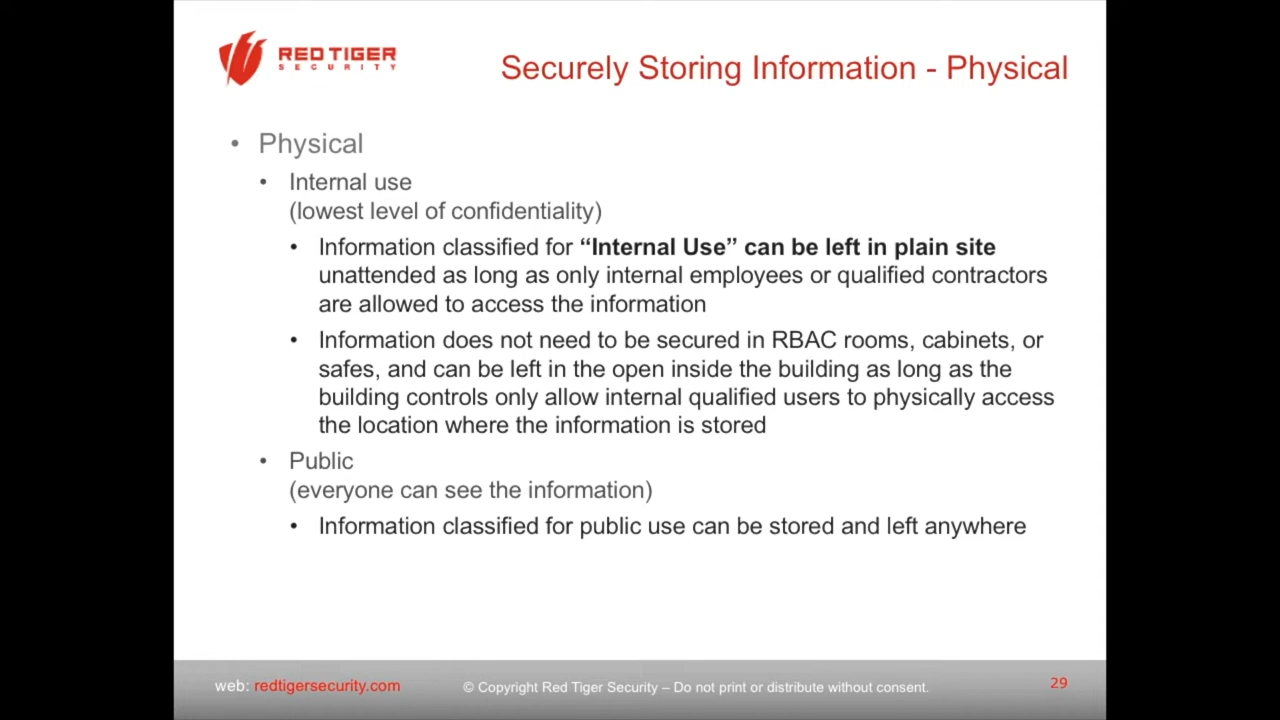 RED TIGER
SECURITY
Securely Storing Information - Physical
• Physical
• Internal use
(lowest level of confidentiality)
• Information classified for “Internal Use” can be left in plain site
unattended as long as only internal employees or qualified contractors
are allowed to access the information
• Information does not need to be secured in RBAC rooms, cabinets, or
safes, and can be left in the open inside the building as long as the
building controls only allow internal qualified users to physically access
the location where the information is stored
• Public
(everyone can see the information)
• Information classified for public use can be stored and left anywhere
web: redtigersecurity.com
© Copyright Red Tiger Security – Do not print or distribute without consent.
29